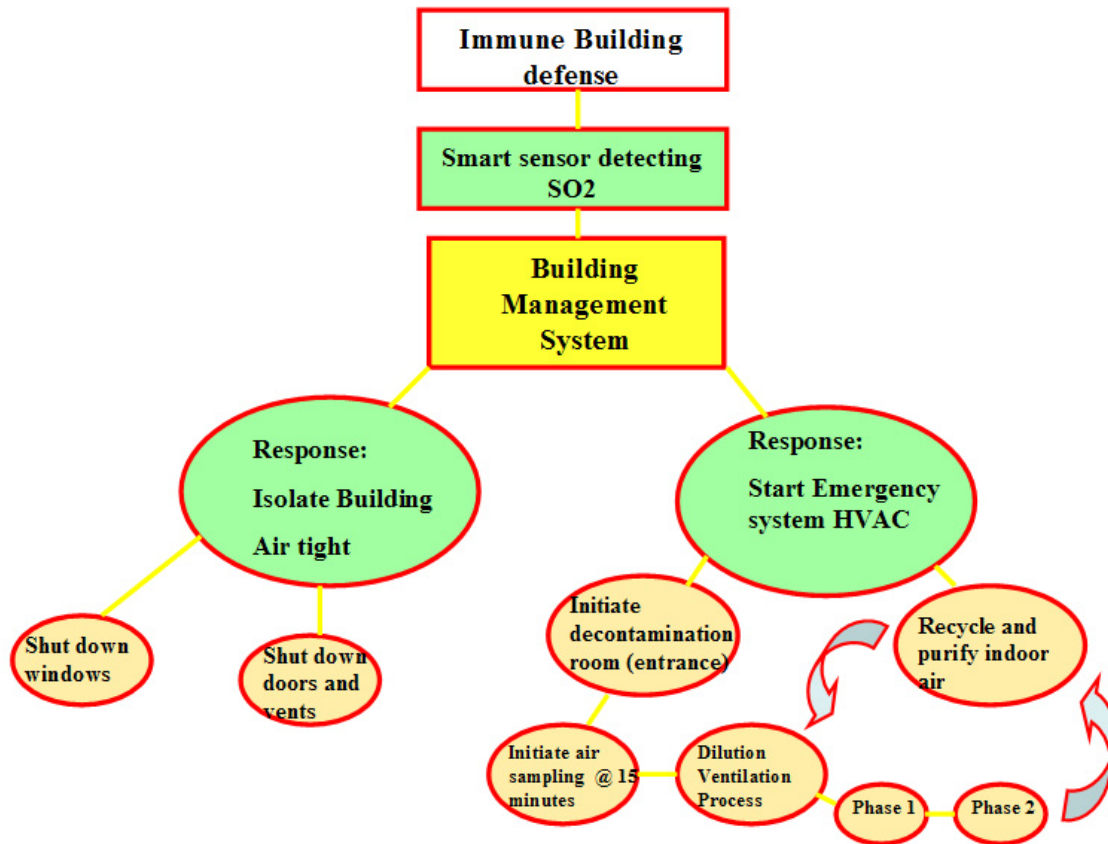 Immune Building
defense
Smart sensor detecting
SO2
Building
Management
System
Response:
Isolate Building
Air tight
Response:
Start Emergency
system HVAC
Shut down
windows
Shut down
doors and
vents
Initiate
decontamination
room (entrance)
Recycle and
purify indoor
air
Initiate air
sampling @ 15
minutes
Dilution
Ventilation
Process
Phase 1
Phase 2